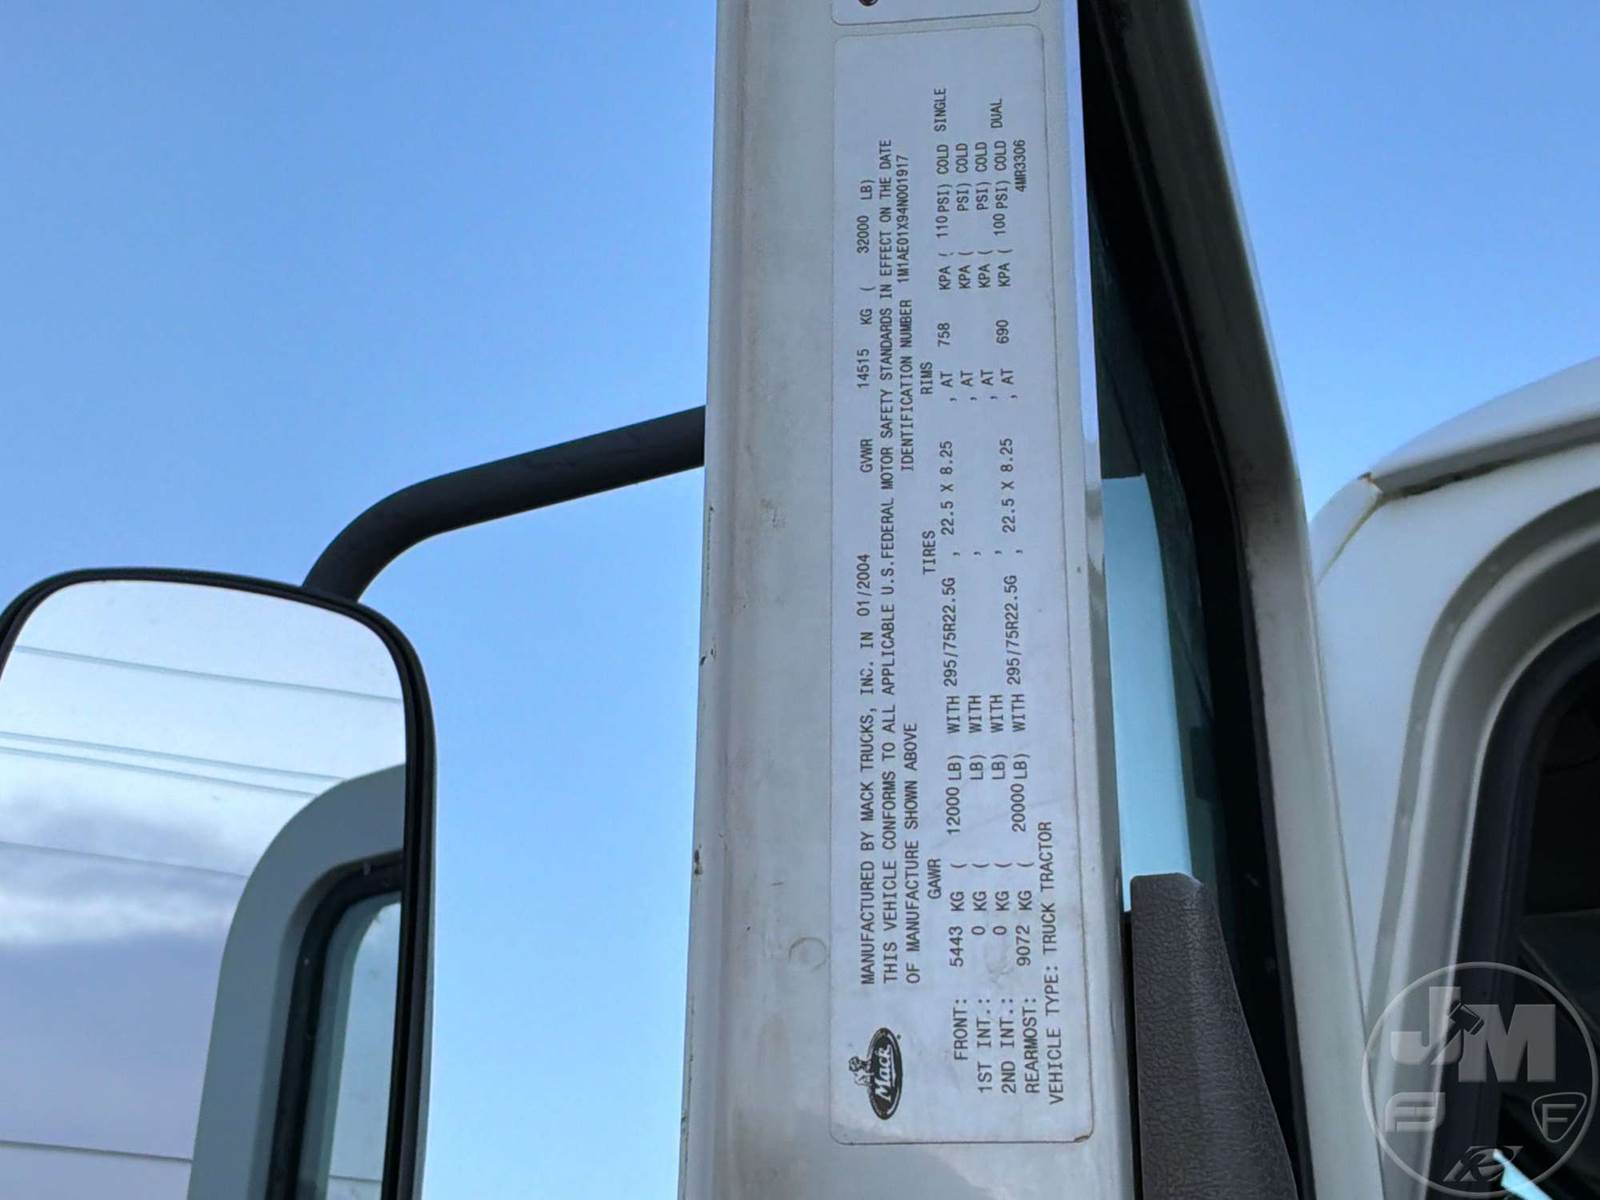 Mack
MANUFACTURED BY MACK TRUCKS, INC. IN 01/2004 GVWR 14515 KG ( 32000 LB)
THIS VEHICLE CONFORMS TO ALL APPLICABLE U.S. FEDERAL MOTOR SAFETY STANDARDS IN EFFECT ON THE DATE
OF MANUFACTURE SHOWN ABOVE IDENTIFICATION NUMBER 1M1AE01X94N001917
GAWR TIRES RIMS
FRONT: 5443 KG ( 12000 LB) WITH 295/75R22.5G , 22.5 X 8.25 , AT 758 KPA ( 110 PSI) COLD SINGLE
1ST INT.: 0 KG ( LB) WITH , , AT KPA ( PSI) COLD
2ND INT.: 0 KG ( LB) WITH , , AT KPA ( PSI) COLD
REARMOST: 9072 KG ( 20000 LB) WITH 295/75R22.5G , 22.5 X 8.25 , AT 690 KPA ( 100 PSI) COLD DUAL
VEHICLE TYPE: TRUCK TRACTOR 4MR3306
JM
F F